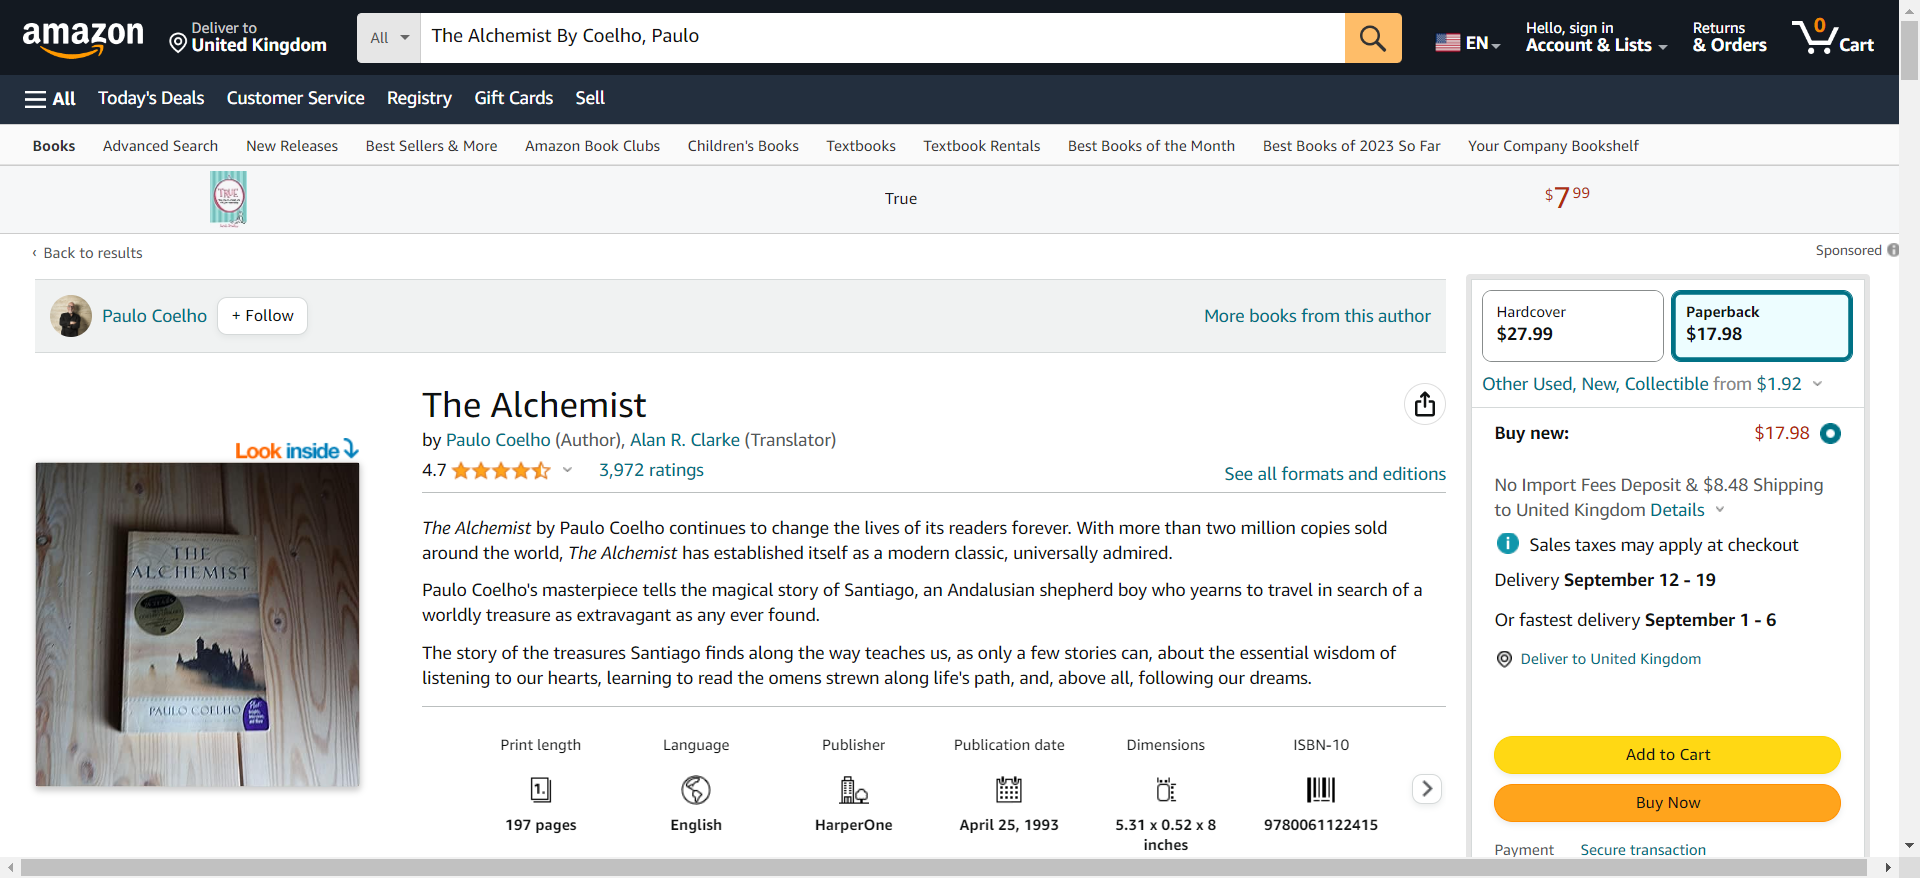 amazon
Deliver to
United Kingdom
All
The Alchemist By Coelho, Paulo
EN
Hello, sign in
Account & Lists
Returns
& Orders
0
Cart
All
Today's Deals
Customer Service
Registry
Gift Cards
Sell
Books
Advanced Search
New Releases
Best Sellers & More
Amazon Book Clubs
Children's Books
Textbooks
Textbook Rentals
Best Books of the Month
Best Books of 2023 So Far
Your Company Bookshelf
TRUE
True
$7 99
‹ Back to results
Sponsored
Paulo Coelho
+ Follow
More books from this author
Look inside
THE
ALCHEMIST
PAULO COELHO
Plus
The Alchemist
by Paulo Coelho (Author), Alan R. Clarke (Translator)
4.7
3,972 ratings
See all formats and editions
The Alchemist by Paulo Coelho continues to change the lives of its readers forever. With more than two million copies sold
around the world, The Alchemist has established itself as a modern classic, universally admired.
Paulo Coelho's masterpiece tells the magical story of Santiago, an Andalusian shepherd boy who yearns to travel in search of a
worldly treasure as extravagant as any ever found.
The story of the treasures Santiago finds along the way teaches us, as only a few stories can, about the essential wisdom of
listening to our hearts, learning to read the omens strewn along life's path, and, above all, following our dreams.
Print length
1.
197 pages
Language
English
Publisher
HarperOne
Publication date
April 25, 1993
Dimensions
5.31 x 0.52 x 8
inches
ISBN-10
9780061122415
Hardcover
$27.99
Paperback
$17.98
Other Used, New, Collectible from $1.92
Buy new:
$17.98
No Import Fees Deposit & $8.48 Shipping
to United Kingdom Details
Sales taxes may apply at checkout
Delivery September 12 - 19
Or fastest delivery September 1 - 6
Deliver to United Kingdom
Add to Cart
Buy Now
Payment
Secure transaction